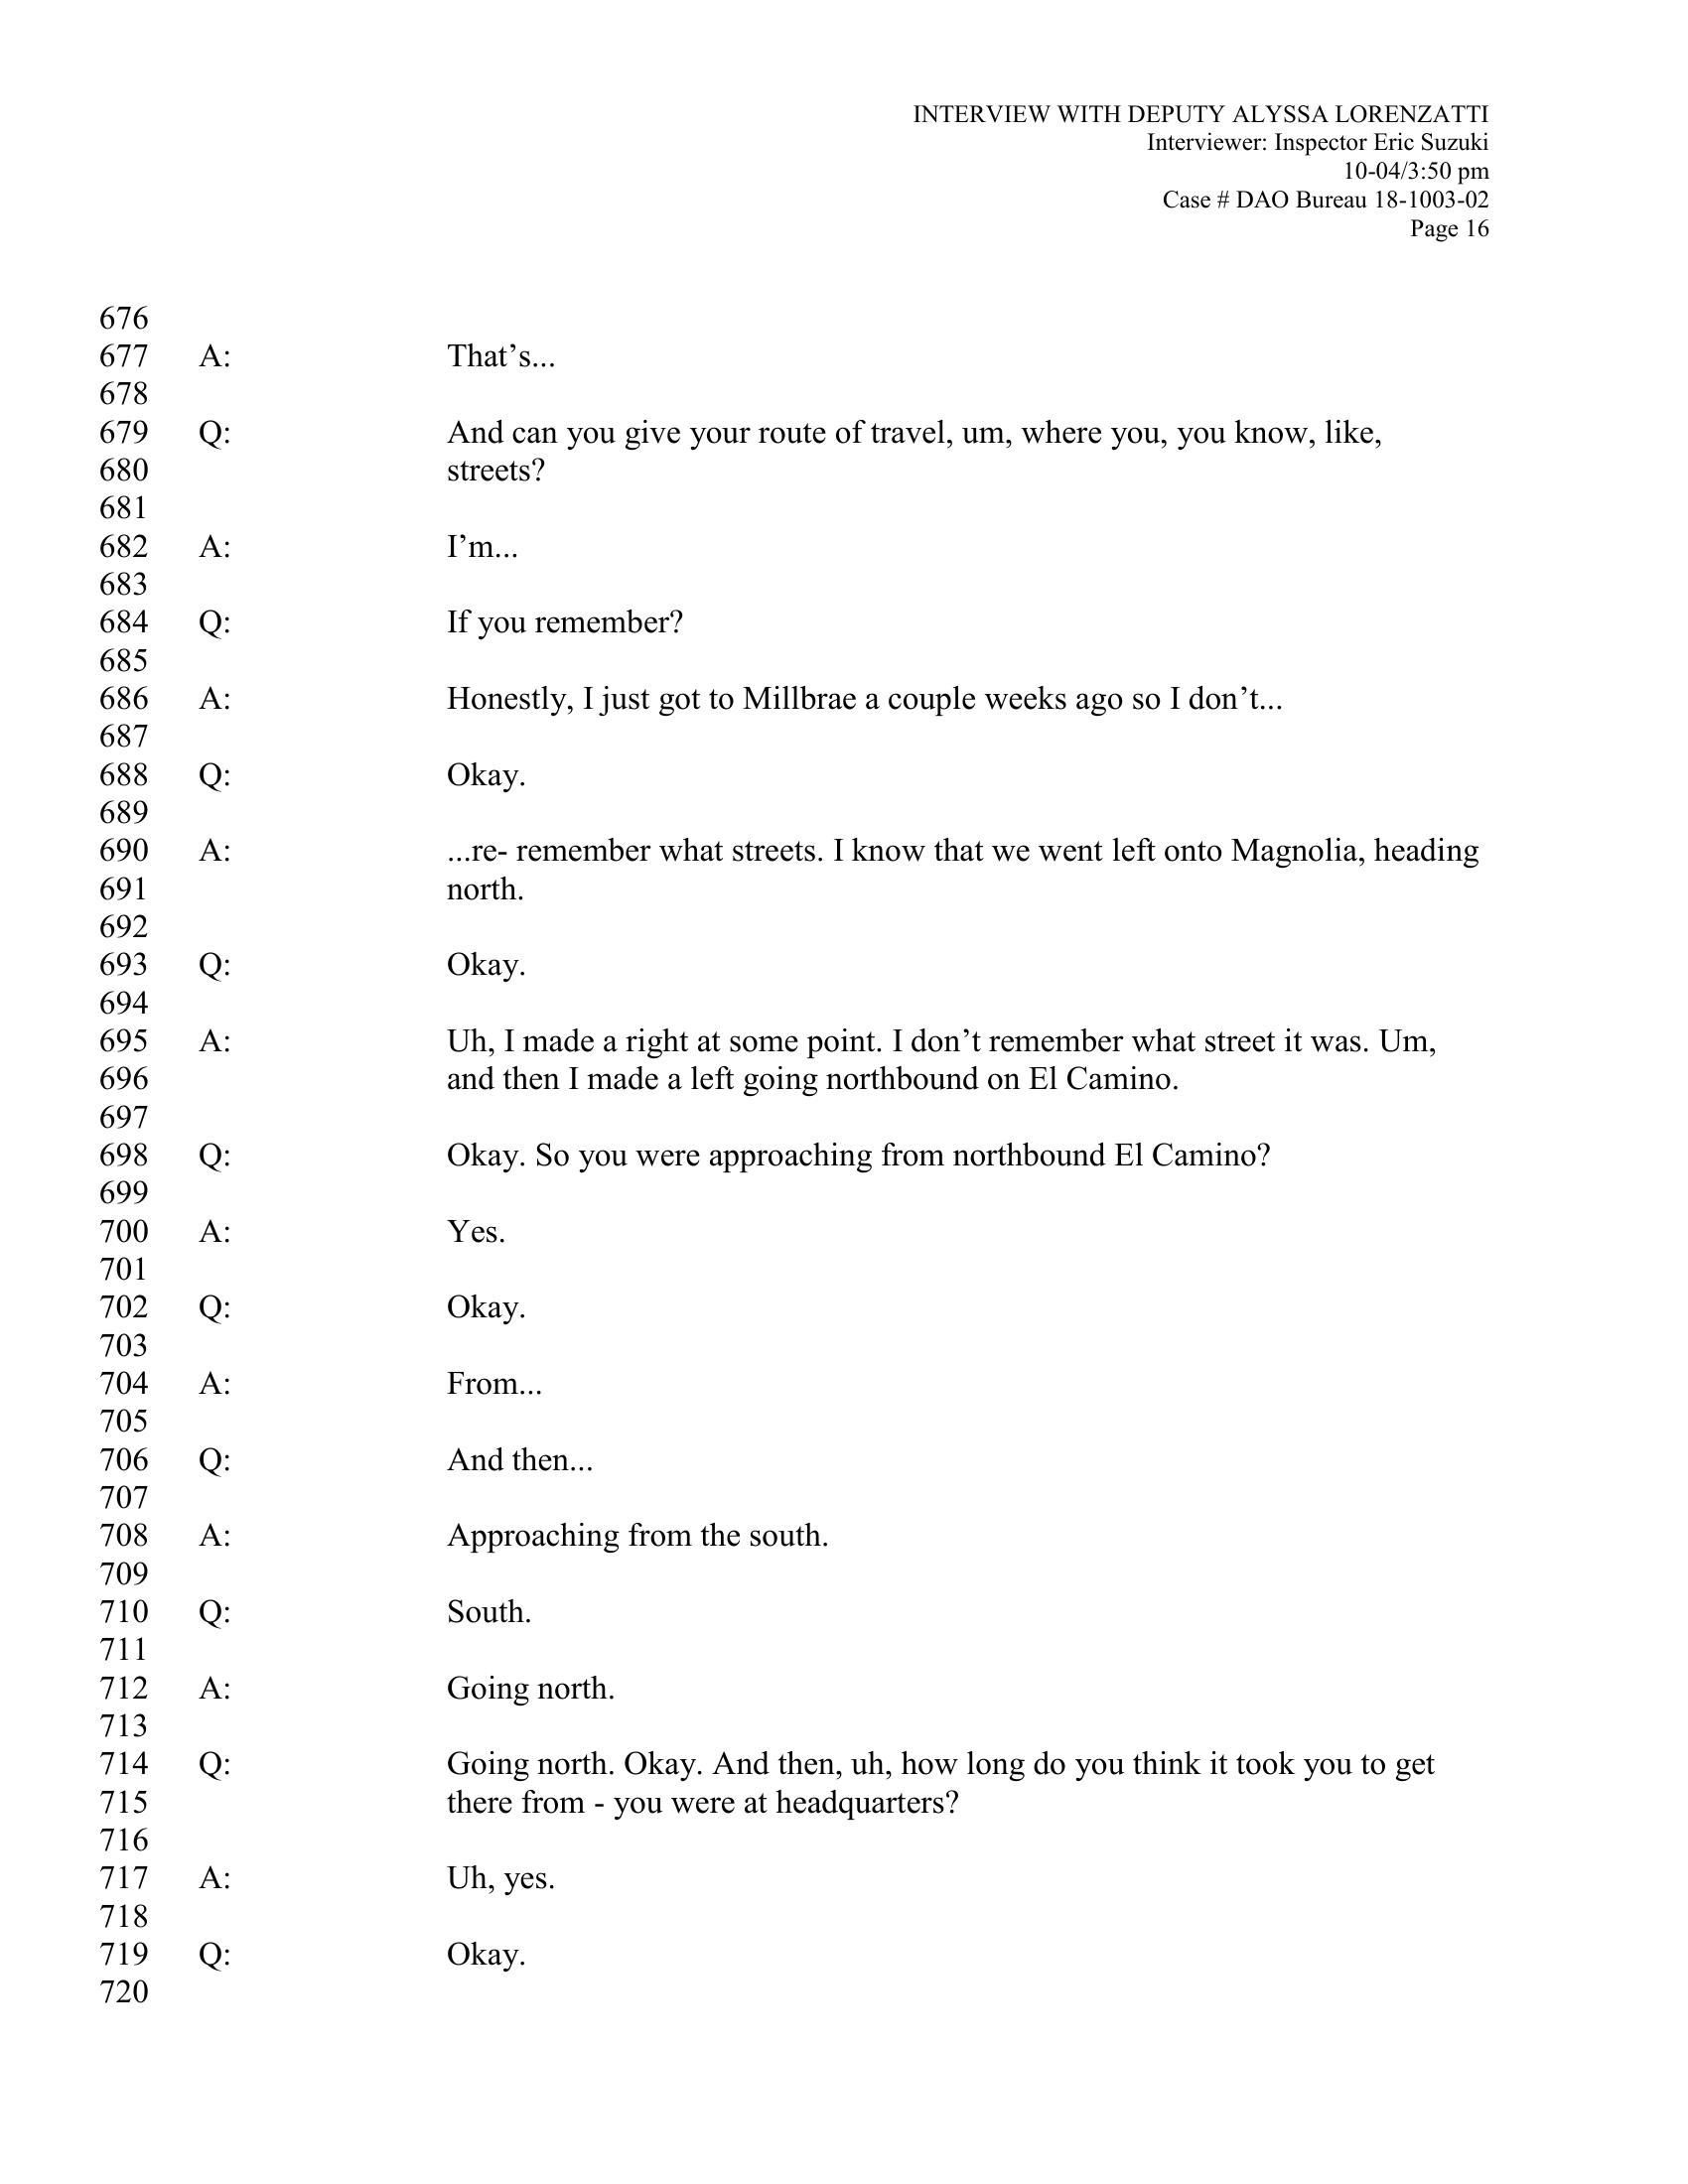 INTERVIEW WITH DEPUTY ALYSSA LORENZATTI
Interviewer: Inspector Eric Suzuki
10-04/3:50 pm
Case # DAO Bureau 18-1003-02
Page 16
676
677 A: That’s...
678
679 Q: And can you give your route of travel, um, where you, you know, like,
680 streets?
681
682 A: I’m...
683
684 Q: If you remember?
685
686 A: Honestly, I just got to Millbrae a couple weeks ago so I don’t...
687
688 Q: Okay.
689
690 A: ...re- remember what streets. I know that we went left onto Magnolia, heading
691 north.
692
693 Q: Okay.
694
695 A: Uh, I made a right at some point. I don’t remember what street it was. Um,
696 and then I made a left going northbound on El Camino.
697
698 Q: Okay. So you were approaching from northbound El Camino?
699
700 A: Yes.
701
702 Q: Okay.
703
704 A: From...
705
706 Q: And then...
707
708 A: Approaching from the south.
709
710 Q: South.
711
712 A: Going north.
713
714 Q: Going north. Okay. And then, uh, how long do you think it took you to get
715 there from - you were at headquarters?
716
717 A: Uh, yes.
718
719 Q: Okay.
720